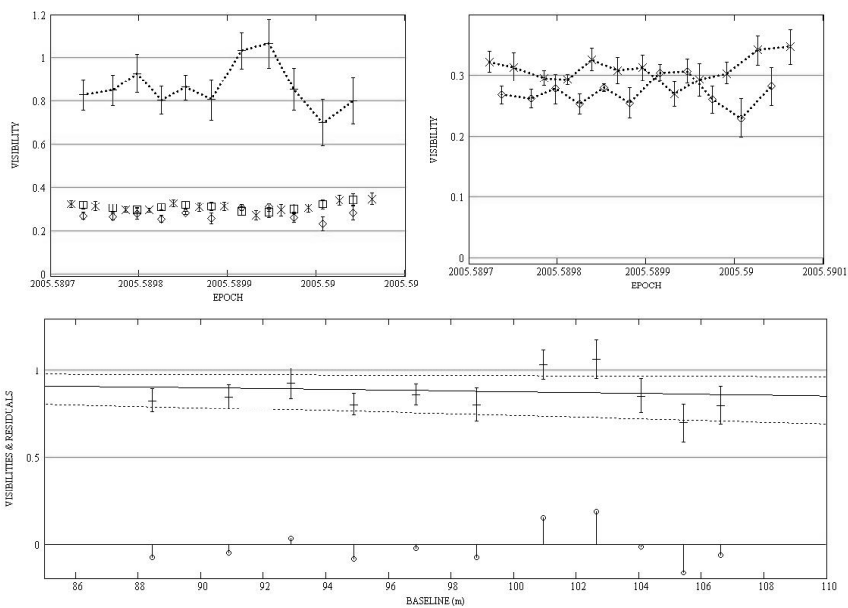 1.2
1
0.8
0.6
0.4
0.2
0
VISIBILITY
2005.5897 2005.5898 2005.5899 2005.59 2005.59
EPOCH
0.3
0.2
0.1
0
VISIBILITY
2005.5897 2005.5898 2005.5899 2005.59 2005.5901
EPOCH
1
0.5
0
VISIBILITIES & RESIDUALS
86 88 90 92 94 96 98 100 102 104 106 108 110
BASELINE (m)